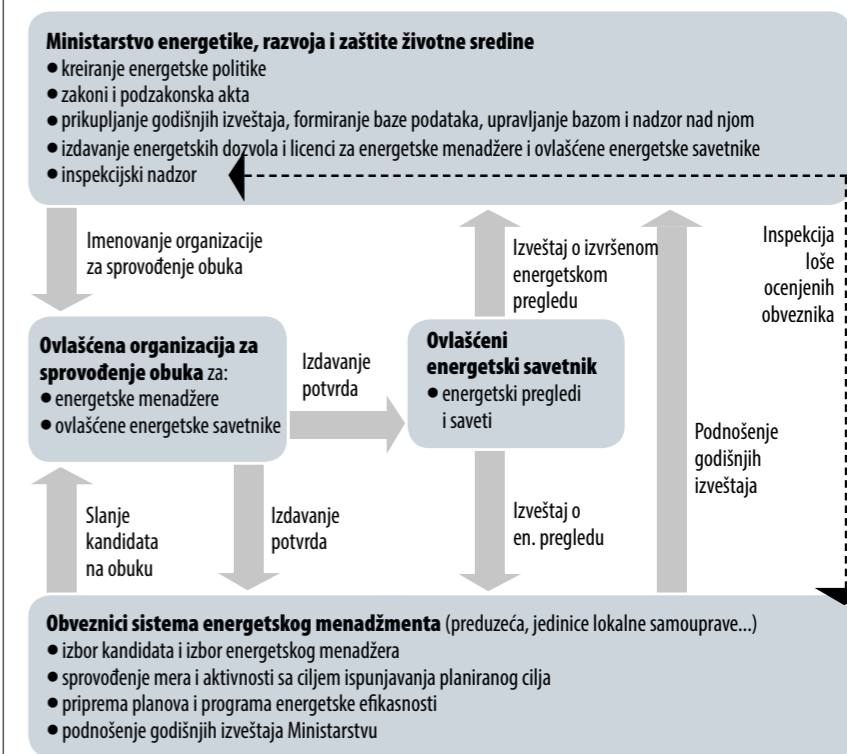 Ministarstvo energetike, razvoja i zaštite životne sredine
● kreiranje energetske politike
● zakoni i podzakonska akta
● prikupljanje godišnjih izveštaja, formiranje baze podataka, upravljanje bazom i nadzor nad njom
● izdavanje energetskih dozvola i licenci za energetske menadžere i ovlašćene energetske savetnike
● inspekcijski nadzor
Imenovanje organizacije
za sprovođenje obuka
Izveštaj o izvršenom
energetskom
pregledu
Inspekcija
loše
ocenjenih
obveznika
Ovlašćena organizacija za
sprovođenje obuka za:
● energetske menadžere
● ovlašćene energetske savetnike
Izdavanje
potvrda
Ovlašćeni
energetski savetnik
● energetski pregledi
i saveti
Podnošenje
godišnjih
izveštaja
Slanje
kandidata
na obuku
Izdavanje
potvrda
Izveštaj o
en. pregledu
Obveznici sistema energetskog menadžmenta (preduzeća, jedinice lokalne samouprave...)
● izbor kandidata i izbor energetskog menadžera
● sprovođenje mera i aktivnosti sa ciljem ispunjavanja planiranog cilja
● priprema planova i programa energetske efikasnosti
● podnošenje godišnjih izveštaja Ministarstvu